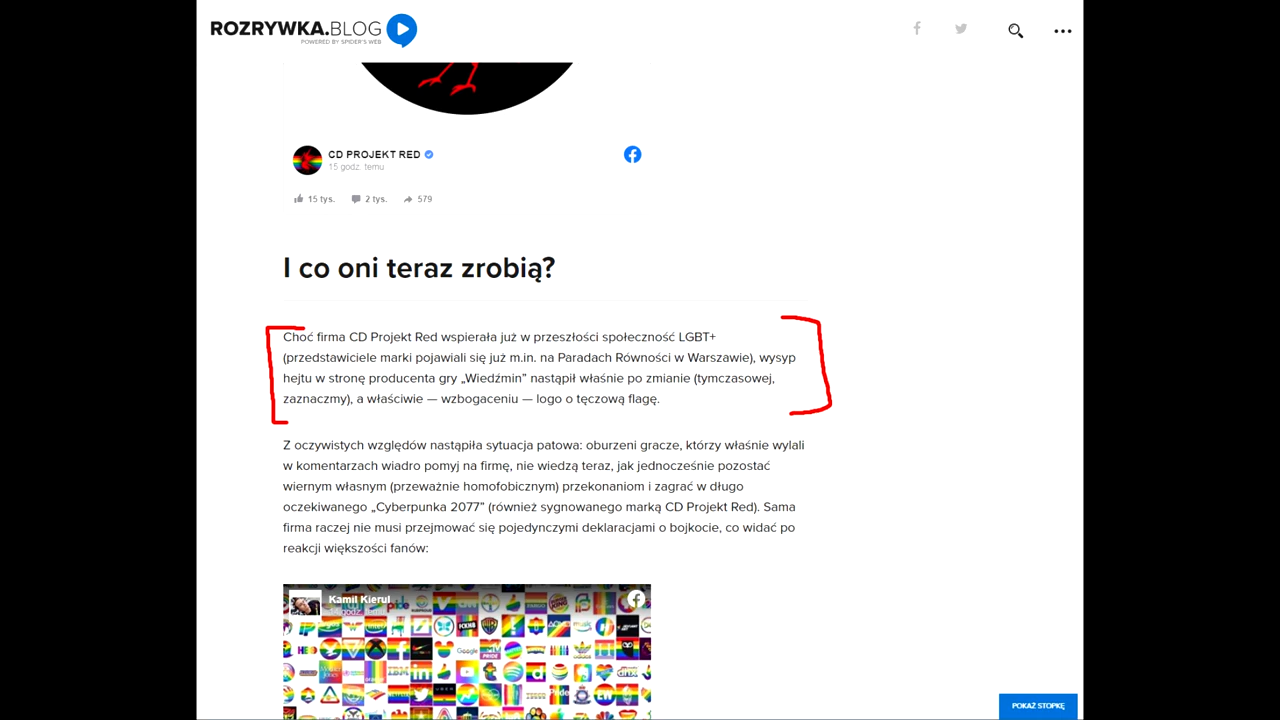 ROZRYWKA.BLOG
POWERED BY SPIDER'S WEB
CD PROJEKT RED
15 godz. temu
15 tys. 2 tys. 579
I co oni teraz zrobią?
Choć firma CD Projekt Red wspierała już w przeszłości społeczność LGBT+
(przedstawiciele marki pojawiali się już m.in. na Paradach Równości w Warszawie), wysyp
hejtu w stronę producenta gry „Wiedźmin” nastąpił właśnie po zmianie (tymczasowej,
zaznaczmy), a właściwie — wzbogaceniu — logo o tęczową flagę.
Z oczywistych względów nastąpiła sytuacja patowa: oburzeni gracze, którzy właśnie wylali
w komentarzach wiadro pomyj na firmę, nie wiedzą teraz, jak jednocześnie pozostać
wiernym własnym (przeważnie homofobicznym) przekonaniom i zagrać w długo
oczekiwanego „Cyberpunka 2077” (również sygnowanego marką CD Projekt Red). Sama
firma raczej nie musi przejmować się pojedynczymi deklaracjami o bojkocie, co widać po
reakcji większości fanów:
Kamil Kierul
Google
POKAŻ STOPKĘ